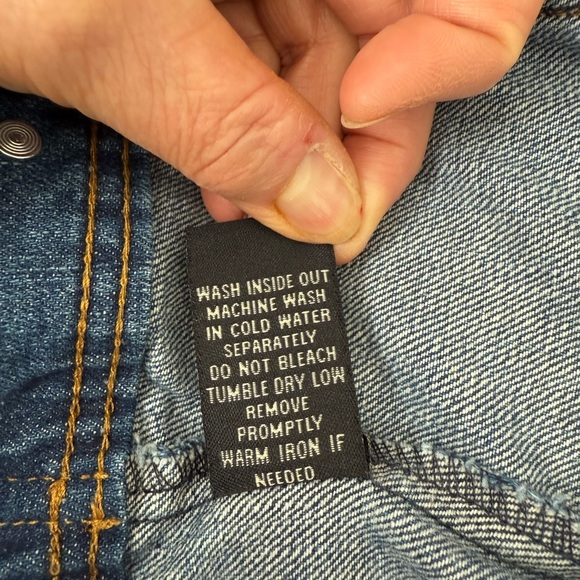 WASH INSIDE OUT
MACHINE WASH
IN COLD WATER
SEPARATELY
DO NOT BLEACH
TUMBLE DRY LOW
REMOVE
PROMPTLY
WARM IRON IF
NEEDED